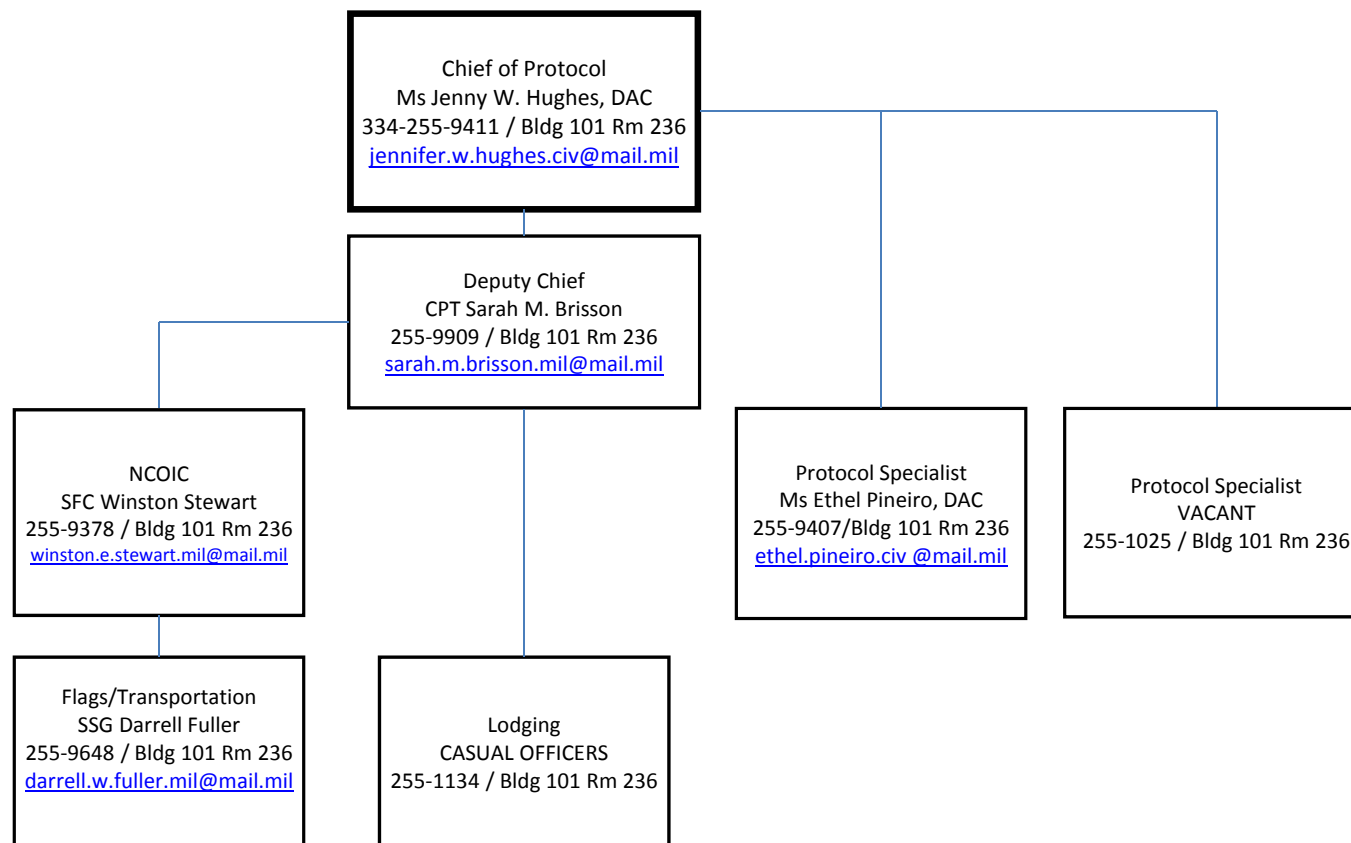 Chief of Protocol
Ms Jenny W. Hughes, DAC
334-255-9411 / Bldg 101 Rm 236
jennifer.w.hughes.civ@mail.mil
Deputy Chief
CPT Sarah M. Brisson
255-9909 / Bldg 101 Rm 236
sarah.m.brisson.mil@mail.mil
NCOIC
SFC Winston Stewart
255-9378 / Bldg 101 Rm 236
winston.e.stewart.mil@mail.mil
Protocol Specialist
Ms Ethel Pineiro, DAC
255-9407/Bldg 101 Rm 236
ethel.pineiro.civ @mail.mil
Protocol Specialist
VACANT
255-1025 / Bldg 101 Rm 236
Flags/Transportation
SSG Darrell Fuller
255-9648 / Bldg 101 Rm 236
darrell.w.fuller.mil@mail.mil
Lodging
CASUAL OFFICERS
255-1134 / Bldg 101 Rm 236